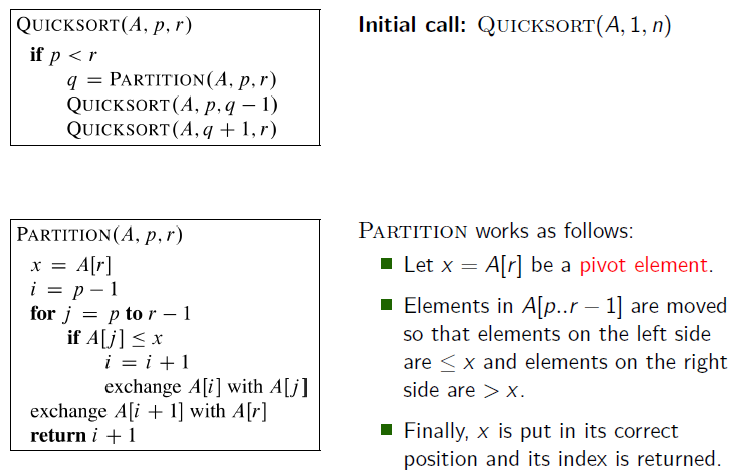 QUICKSORT(A, p, r)
if p < r
q = PARTITION(A, p, r)
QUICKSORT(A, p, q − 1)
QUICKSORT(A, q + 1, r)
Initial call: QUICKSORT(A, 1, n)
PARTITION(A, p, r)
x = A[r]
i = p − 1
for j = p to r − 1
if A[j] ≤ x
i = i + 1
exchange A[i] with A[j]
exchange A[i + 1] with A[r]
return i + 1
PARTITION works as follows:
Let x = A[r] be a pivot element.
Elements in A[p..r − 1] are moved
so that elements on the left side
are ≤ x and elements on the right
side are > x.
Finally, x is put in its correct
position and its index is returned.